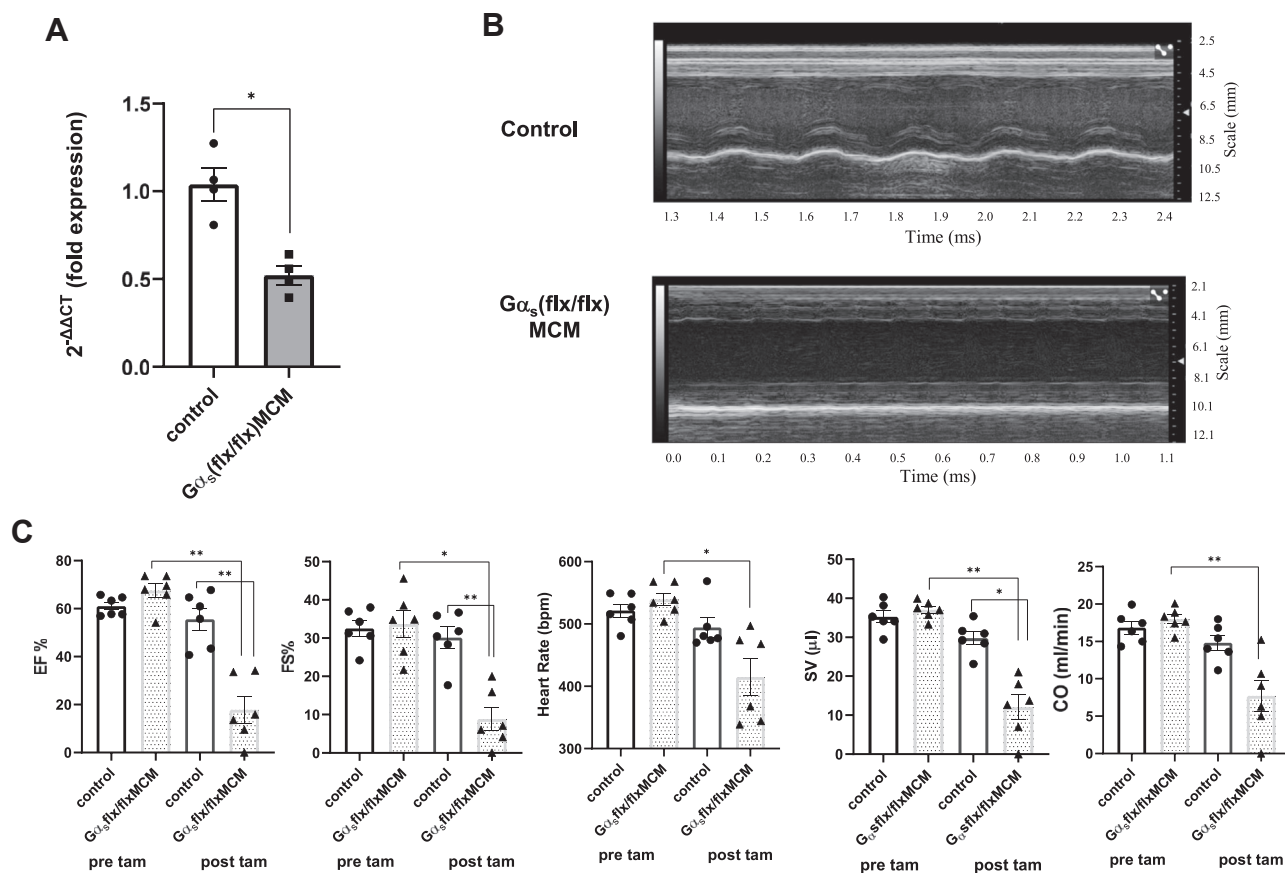 A
1.5
1.0
0.5
0.0
2-ΔΔCT (fold expression)
*
control
Gαs(flx/flx)MCM
B
Control
2.5
4.5
6.5
8.5
10.5
12.5
Scale (mm)
1.3 1.4 1.5 1.6 1.7 1.8 1.9 2.0 2.1 2.2 2.3 2.4
Time (ms)
Gαs(flx/flx)
MCM
2.1
4.1
6.1
8.1
10.1
12.1
Scale (mm)
0.0 0.1 0.2 0.3 0.4 0.5 0.6 0.7 0.8 0.9 1.0 1.1
Time (ms)
C
80
60
40
20
0
EF %
**
**
control
Gαsflx/flxMCM
control
Gαsflx/flxMCM
pre tam post tam
50
40
30
20
10
0
FS%
*
**
control
Gαsflx/flxMCM
control
Gαsflx/flxMCM
pre tam post tam
600
500
400
300
Heart Rate (bpm)
*
control
Gαsflx/flxMCM
control
Gαsflx/flxMCM
pre tam post tam
50
40
30
20
10
0
SV (μl)
**
*
control
Gαsflx/flxMCM
control
Gαsflx/flxMCM
pre tam post tam
25
20
15
10
5
0
CO (ml/min)
**
control
Gαsflx/flxMCM
control
Gαsflx/flxMCM
pre tam post tam